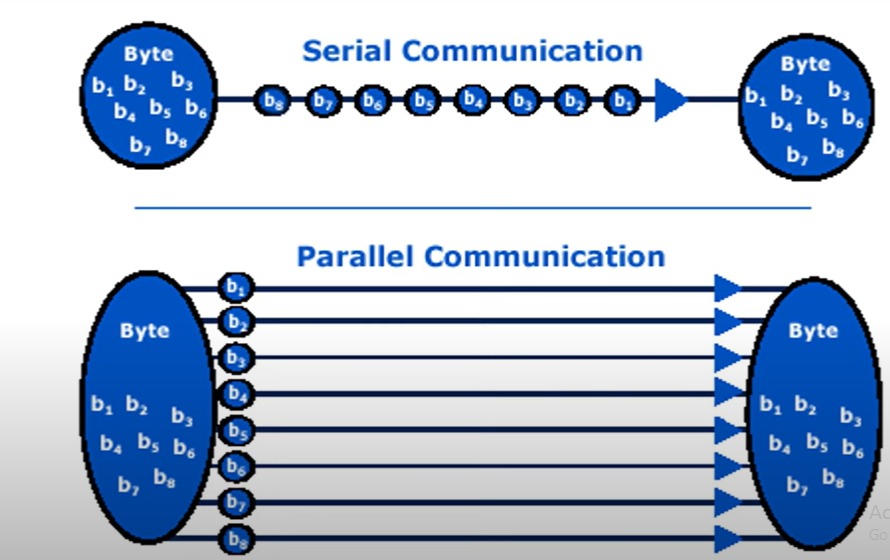 Serial Communication
Byte
b₁ b₂ b₃
b₄ b₅ b₆
b₇ b₈
b₈ b₇ b₆ b₅ b₄ b₃ b₂ b₁
Byte
b₁ b₂ b₃
b₄ b₅ b₆
b₇ b₈
Parallel Communication
Byte
b₁ b₂ b₃
b₄ b₅ b₆
b₇ b₈
b₁
b₂
b₃
b₄
b₅
b₆
b₇
b₈
Byte
b₁ b₂ b₃
b₄ b₅ b₆
b₇ b₈